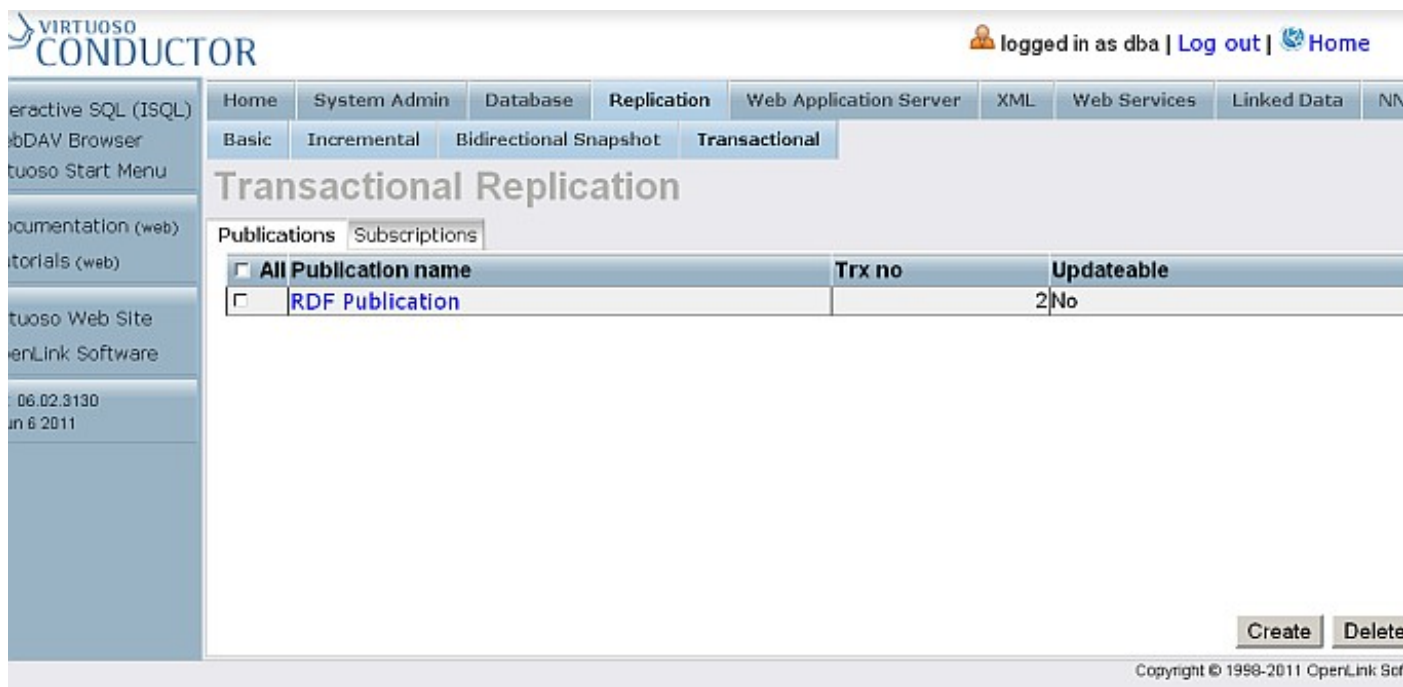 VIRTUOSO
CONDUCTOR
logged in as dba | Log out | Home
eractive SQL (ISQL)
bDAV Browser
tuoso Start Menu
ocumentation (web)
torials (web)
tuoso Web Site
enLink Software
: 06.02.3130
un 6 2011
Home System Admin Database Replication Web Application Server XML Web Services Linked Data NN
Basic Incremental Bidirectional Snapshot Transactional
Transactional Replication
Publications Subscriptions
All Publication name Trx no Updateable
RDF Publication 2 No
Create Delete
Copyright © 1998-2011 OpenLink Sof